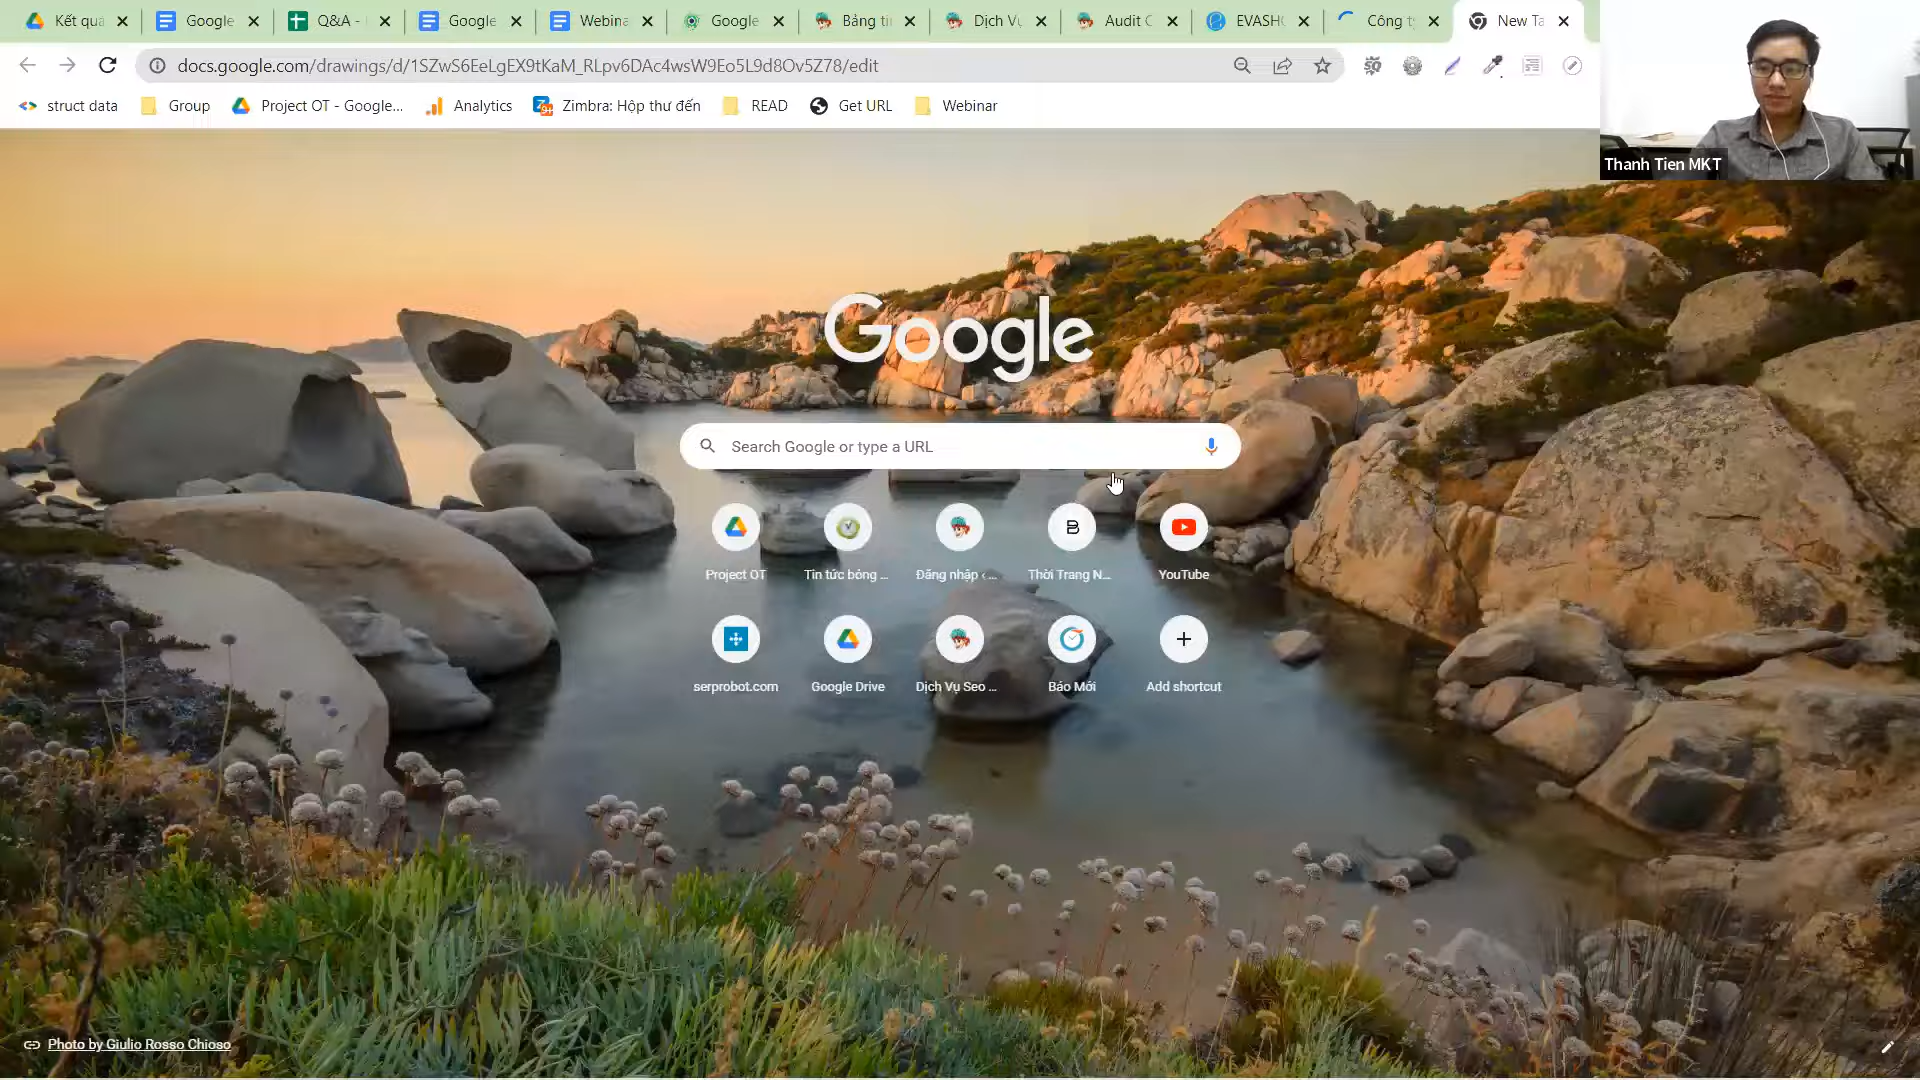 Kết quả
Google
Q&A -
Google
Webina
Google
Bảng tin
Dịch Vụ
Audit C
EVASHO
Công t
New Ta
docs.google.com/drawings/d/1SZwS6EeLgEX9tKaM_RLpv6DAc4wsW9Eo5L9d8Ov5Z78/edit
struct data
Group
Project OT - Google...
Analytics
Zimbra: Hộp thư đến
READ
Get URL
Webinar
Thanh Tien MKT
Google
Search Google or type a URL
Project OT
Tin tức bóng ...
Đăng nhập ‹ ...
Thời Trang N...
YouTube
serprobot.com
Google Drive
Dịch Vụ Seo ...
Báo Mới
Add shortcut
Photo by Giulio Rosso Chioso